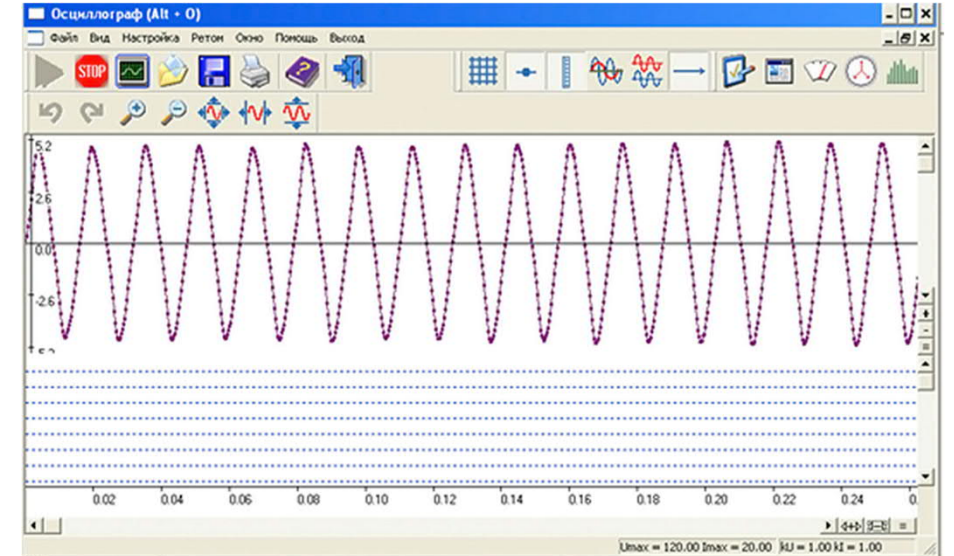 Осциллограф (Alt + O)
Файл Вид Настройка Ретом Окно Помощь Выход
STOP
5.2
2.6
0.0
-2.6
0.02 0.04 0.06 0.08 0.10 0.12 0.14 0.16 0.18 0.20 0.22 0.24 0.
Umax = 120.00 Imax = 20.00 kU = 1.00 kI = 1.00